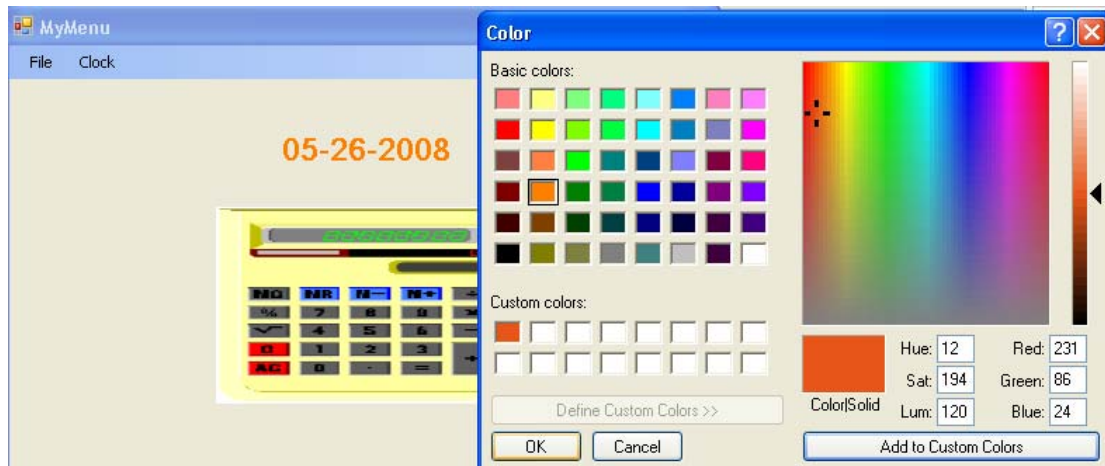 MyMenu
File Clock
05-26-2008
MR M− M+
% 7 8 9
4 5 6 −
C 1 2 3 +
AC 0 . =
Color
Basic colors:
Custom colors:
Define Custom Colors >>
OK Cancel
Hue: 12 Red: 231
Sat: 194 Green: 86
Color|Solid Lum: 120 Blue: 24
Add to Custom Colors